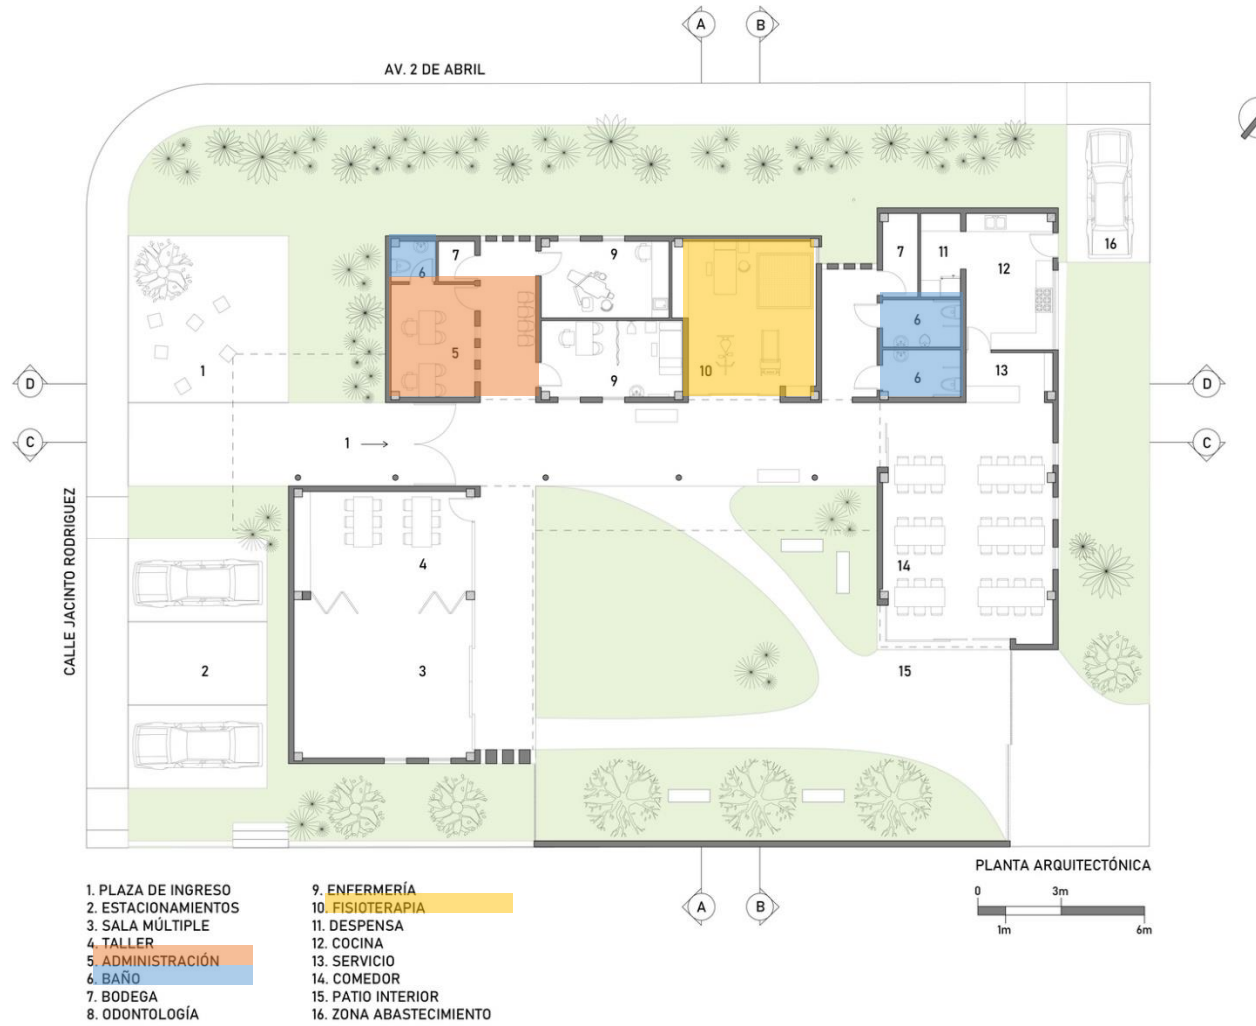 A
B
AV. 2 DE ABRIL
16
7
9
7
11
12
6
6
5
10
9
6
13
1
D
D
1
C
C
CALLE JACINTO RODRIGUEZ
4
14
2
3
15
PLANTA ARQUITECTÓNICA
0
3m
1m
6m
A
B
1. PLAZA DE INGRESO
2. ESTACIONAMIENTOS
3. SALA MÚLTIPLE
4. TALLER
5. ADMINISTRACIÓN
6. BAÑO
7. BODEGA
8. ODONTOLOGÍA
9. ENFERMERÍA
10. FISIOTERAPIA
11. DESPENSA
12. COCINA
13. SERVICIO
14. COMEDOR
15. PATIO INTERIOR
16. ZONA ABASTECIMIENTO